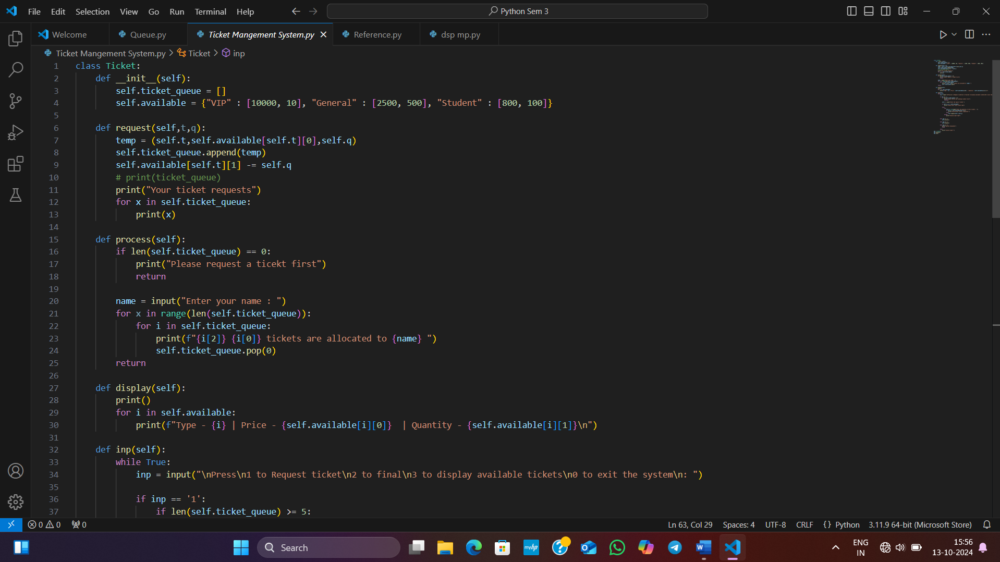 File Edit Selection View Go Run Terminal Help
Python Sem 3
Welcome Queue.py Ticket Mangement System.py Reference.py dsp mp.py
Ticket Mangement System.py > Ticket > inp
1 class Ticket:
2 def __init__(self):
3 self.ticket_queue = []
4 self.available = {"VIP" : [10000, 10], "General" : [2500, 500], "Student" : [800, 100]}
5
6 def request(self,t,q):
7 temp = (self.t,self.available[self.t][0],self.q)
8 self.ticket_queue.append(temp)
9 self.available[self.t][1] -= self.q
10 # print(ticket_queue)
11 print("Your ticket requests")
12 for x in self.ticket_queue:
13 print(x)
14
15 def process(self):
16 if len(self.ticket_queue) == 0:
17 print("Please request a ticekt first")
18 return
19
20 name = input("Enter your name : ")
21 for x in range(len(self.ticket_queue)):
22 for i in self.ticket_queue:
23 print(f"{i[2]} {i[0]} tickets are allocated to {name} ")
24 self.ticket_queue.pop(0)
25 return
26
27 def display(self):
28 print()
29 for i in self.available:
30 print(f"Type - {i} | Price - {self.available[i][0]}  | Quantity - {self.available[i][1]}\n")
31
32 def inp(self):
33 while True:
34 inp = input("\nPress\n1 to Request ticket\n2 to final\n3 to display available tickets\n0 to exit the system\n: ")
35
36 if inp == '1':
37 if len(self.ticket_queue) >= 5:
0 0 0 Ln 63, Col 29 Spaces: 4 UTF-8 CRLF {} Python 3.11.9 64-bit (Microsoft Store)
Search
myhp
ENG
IN
15:56
13-10-2024